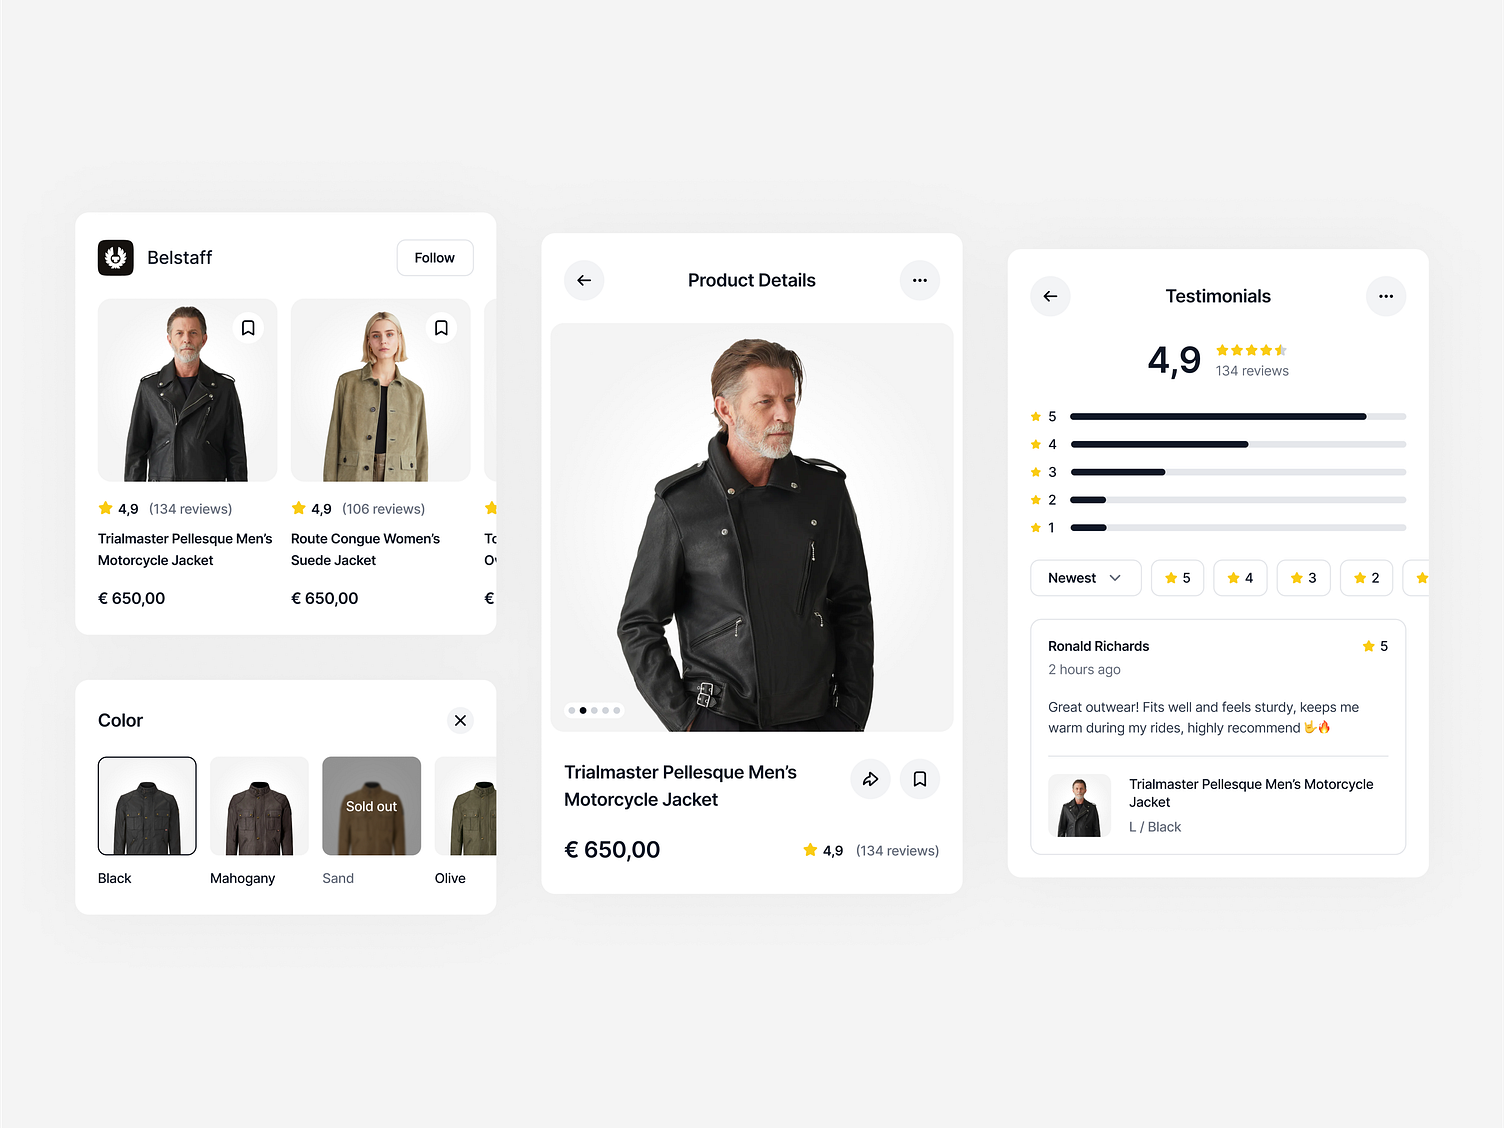 Belstaff
Follow
4,9 (134 reviews)
Trialmaster Pellesque Men’s
Motorcycle Jacket
€ 650,00
4,9 (106 reviews)
Route Congue Women’s
Suede Jacket
€ 650,00
€
Color
Sold out
Black
Mahogany
Sand
Olive
Product Details
Trialmaster Pellesque Men’s
Motorcycle Jacket
€ 650,00
4,9 (134 reviews)
Testimonials
4,9
134 reviews
5
4
3
2
1
Newest
5
4
3
2
Ronald Richards
5
2 hours ago
Great outwear! Fits well and feels sturdy, keeps me
warm during my rides, highly recommend 🤟🔥
Trialmaster Pellesque Men’s Motorcycle
Jacket
L / Black